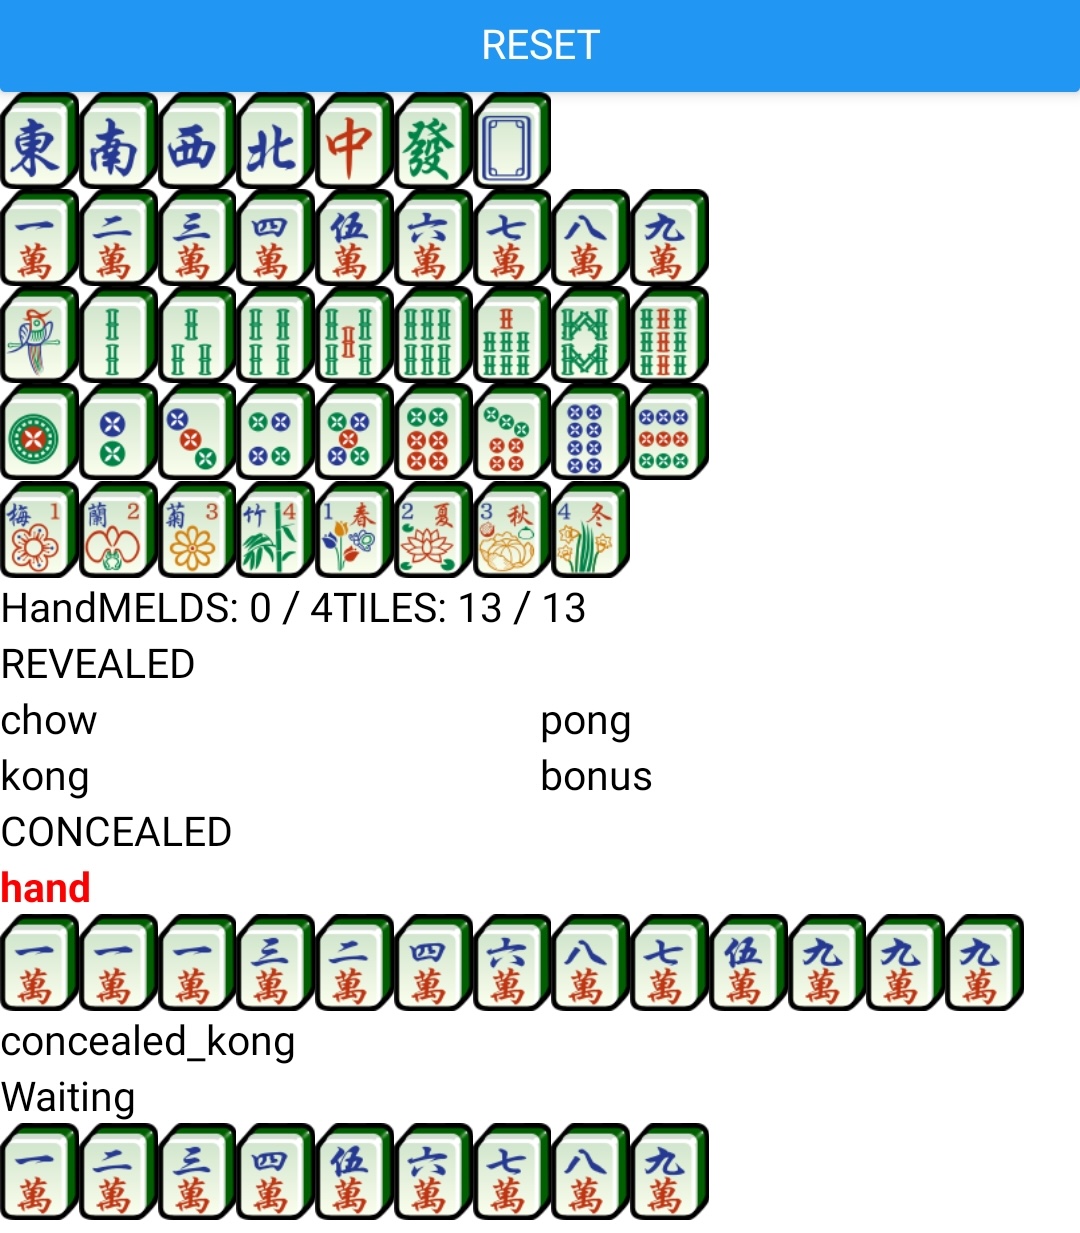 RESET
東 南 西 北 中 發
一萬 二萬 三萬 四萬 伍萬 六萬 七萬 八萬 九萬
梅 1 蘭 2 菊 3 竹 4 1 春 2 夏 3 秋 4 冬
HandMELDS: 0 / 4TILES: 13 / 13
REVEALED
chow pong
kong bonus
CONCEALED
hand
一萬 一萬 一萬 三萬 二萬 四萬 六萬 八萬 七萬 伍萬 九萬 九萬 九萬
concealed_kong
Waiting
一萬 二萬 三萬 四萬 伍萬 六萬 七萬 八萬 九萬